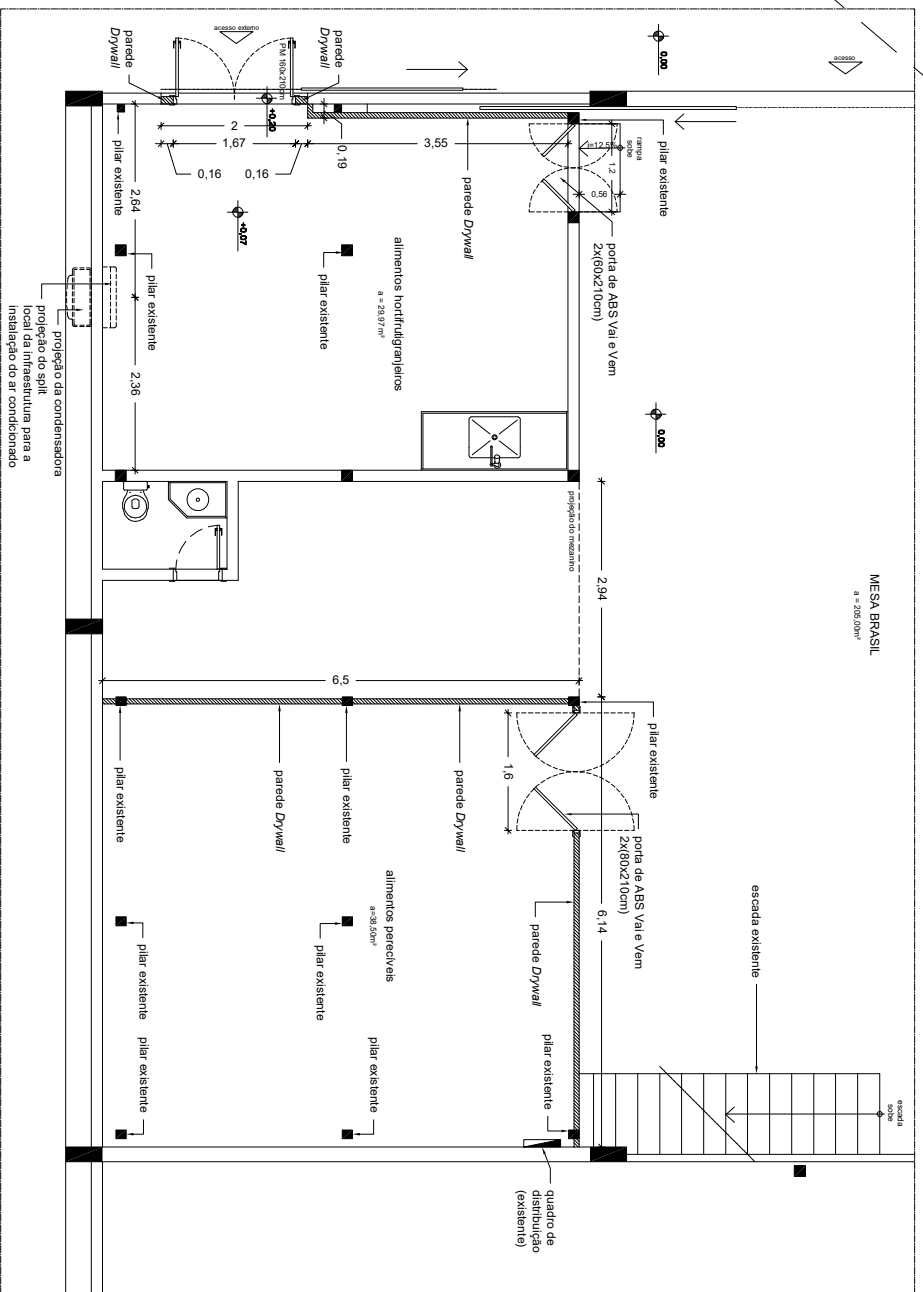 acesso externo
parede
Drywall
PM 160x210cm
parede
Drywall
0,00
acesso
+0,20
2
1,67
0,16
0,16
0,19
3,55
pilar existente
2,64
+0,07
parede Drywall
i=12,5%
1,2
0,56
rampa
sobe
pilar existente
porta de ABS Vai e Vem
2x(60x210cm)
pilar existente
pilar existente
alimentos hortifrutigranjeiros
a = 29,97m²
2,36
projeção da condensadora
projeção do split
local da infraestrutura para a
instalação do ar condicionado
0,00
projeção do mezanino
2,94
MESA BRASIL
a = 205,00m²
6,5
pilar existente
parede Drywall
pilar existente
parede Drywall
1,6
pilar existente
porta de ABS Vai e Vem
2x(80x210cm)
6,14
alimentos perecíveis
a=38,50m²
parede Drywall
escada existente
pilar existente
pilar existente
pilar existente
pilar existente
pilar existente
escada
sobe
quadro de
distribuição
(existente)